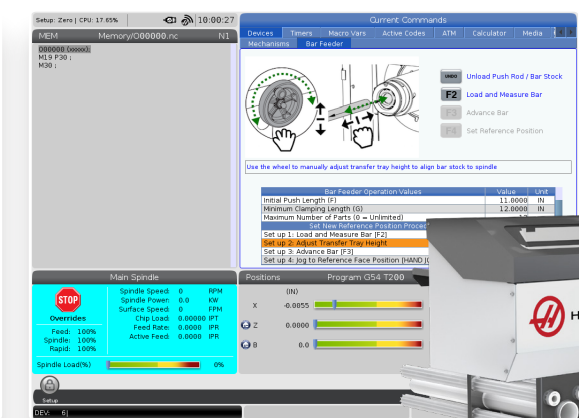 Setup: Zero | CPU: 17.65%
10:00:27
Current Commands
MEM Memory/O00000.nc N1
Devices Timers Macro Vars Active Codes ATM Calculator Media
Mechanisms Bar Feeder
O00000 (xxxxx);
M19 P30 ;
M30 ;
UNDO Unload Push Rod / Bar Stock
F2 Load and Measure Bar
F3 Advance Bar
F4 Set Reference Position
Use the wheel to manually adjust transfer tray height to align bar stock to spindle
Bar Feeder Operation Values Value Unit
Initial Push Length (F) 11.0000 IN
Minimum Clamping Length (G) 12.0000 IN
Maximum Number of Parts (0 = Unlimited)
Set New Reference Position Proced
Set up 1: Load and Measure Bar [F2]
Set up 2: Adjust Transfer Tray Height
Set up 3: Advance Bar [F3]
Set up 4: Jog to Reference Face Position [HAND JO
Main Spindle
STOP
Overrides
Feed: 100%
Spindle: 100%
Rapid: 100%
Spindle Speed: 0 RPM
Spindle Power: 0.0 KW
Surface Speed: 0 FPM
Chip Load: 0.00000 IPT
Feed Rate: 0.0000 IPR
Active Feed: 0.0000 IPR
Spindle Load(%) 0%
Positions Program G54 T200
(IN)
X -0.0055
Z 0.0000
B 0.0
H
Setup
DEV: 6|